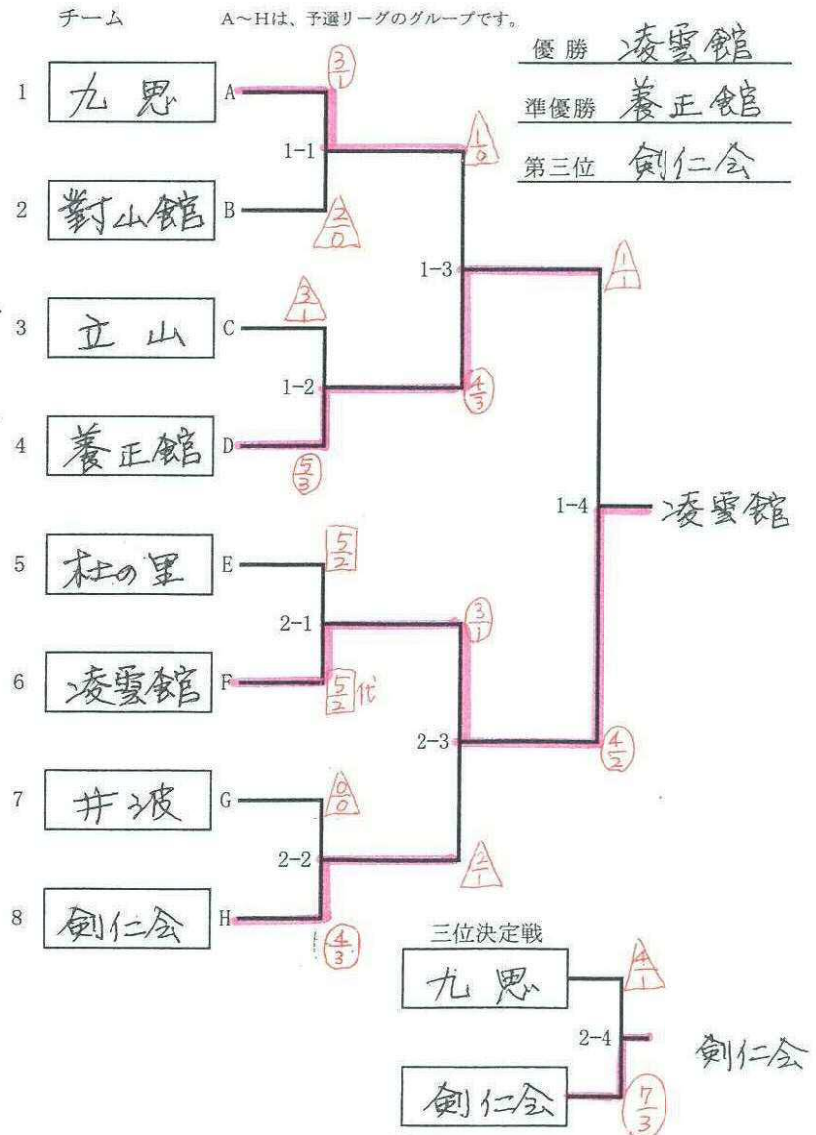 チーム A~Hは、予選リーグのグループです。
優勝 凌雲館
準優勝 養正館
第三位 剣仁会
1 九思 A 3/1
1-1 1/0
2 對山館 B 2/0
1-3 1/1
3 立山 C 3/1
1-2 4/3
4 養正館 D 5/3
1-4 凌雲館
5 杜の里 E 5/2
2-1 3/1
6 凌雲館 F 5/2 代
2-3 4/2
7 井波 G 0/0
2-2 2/1
8 剣仁会 H 4/3
三位決定戦
九思 4/1
2-4 剣仁会
剣仁会 7/3